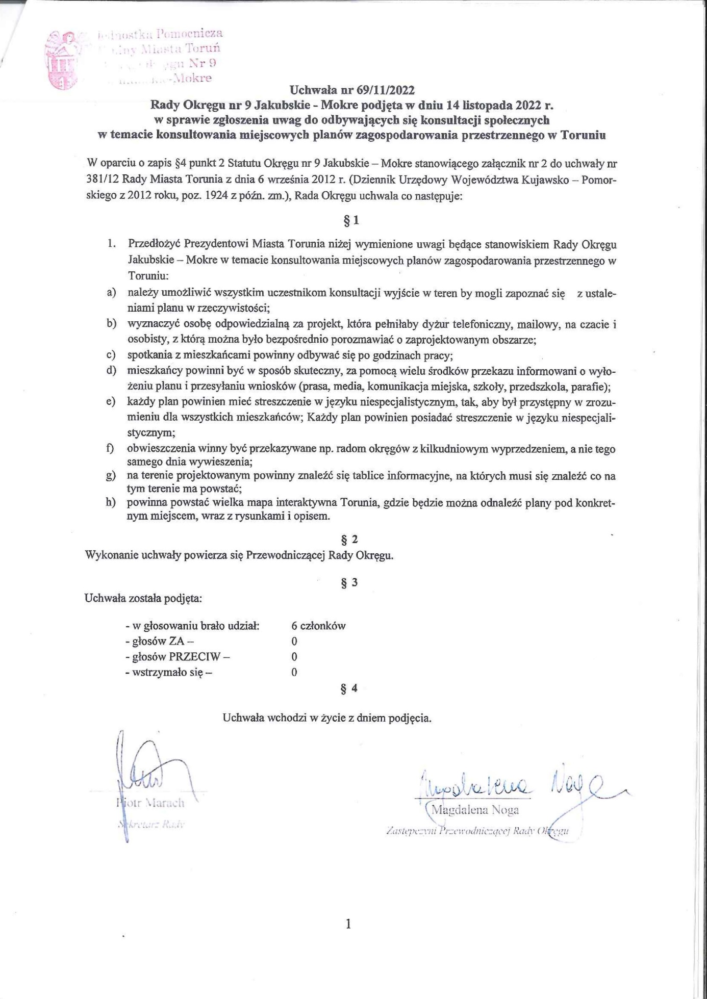 Pomocnicza
Miasta Toruń
Nr 9
-Mokre
Uchwała nr 69/11/2022
Rady Okręgu nr 9 Jakubskie - Mokre podjęta w dniu 14 listopada 2022 r.
w sprawie zgłoszenia uwag do odbywających się konsultacji społecznych
w temacie konsultowania miejscowych planów zagospodarowania przestrzennego w Toruniu
W oparciu o zapis §4 punkt 2 Statutu Okręgu nr 9 Jakubskie – Mokre stanowiącego załącznik nr 2 do uchwały nr
381/12 Rady Miasta Torunia z dnia 6 września 2012 r. (Dziennik Urzędowy Województwa Kujawsko – Pomor-
skiego z 2012 roku, poz. 1924 z późn. zm.), Rada Okręgu uchwala co następuje:
§ 1
1. Przedłożyć Prezydentowi Miasta Torunia niżej wymienione uwagi będące stanowiskiem Rady Okręgu
Jakubskie – Mokre w temacie konsultowania miejscowych planów zagospodarowania przestrzennego w
Toruniu:
a) należy umożliwić wszystkim uczestnikom konsultacji wyjście w teren by mogli zapoznać się z ustale-
niami planu w rzeczywistości;
b) wyznaczyć osobę odpowiedzialną za projekt, która pełniłaby dyżur telefoniczny, mailowy, na czacie i
osobisty, z którą można było bezpośrednio porozmawiać o zaprojektowanym obszarze;
c) spotkania z mieszkańcami powinny odbywać się po godzinach pracy;
d) mieszkańcy powinni być w sposób skuteczny, za pomocą wielu środków przekazu informowani o wyło-
żeniu planu i przesyłaniu wniosków (prasa, media, komunikacja miejska, szkoły, przedszkola, parafie);
e) każdy plan powinien mieć streszczenie w języku niespecjalistycznym, tak, aby był przystępny w zrozu-
mieniu dla wszystkich mieszkańców; Każdy plan powinien posiadać streszczenie w języku niespecjali-
stycznym;
f) obwieszczenia winny być przekazywane np. radom okręgów z kilkudniowym wyprzedzeniem, a nie tego
samego dnia wywieszenia;
g) na terenie projektowanym powinny znaleźć się tablice informacyjne, na których musi się znaleźć co na
tym terenie ma powstać;
h) powinna powstać wielka mapa interaktywna Torunia, gdzie będzie można odnaleźć plany pod konkret-
nym miejscem, wraz z rysunkami i opisem.
§ 2
Wykonanie uchwały powierza się Przewodniczącej Rady Okręgu.
§ 3
Uchwała została podjęta:
- w głosowaniu brało udział: 6 członków
- głosów ZA – 0
- głosów PRZECIW – 0
- wstrzymało się – 0
§ 4
Uchwała wchodzi w życie z dniem podjęcia.
Magdalena Noga
Piotr Marach
Magdalena Noga
Sekretarz Rady
Zastępczyni Przewodniczącej Rady Okręgu
1